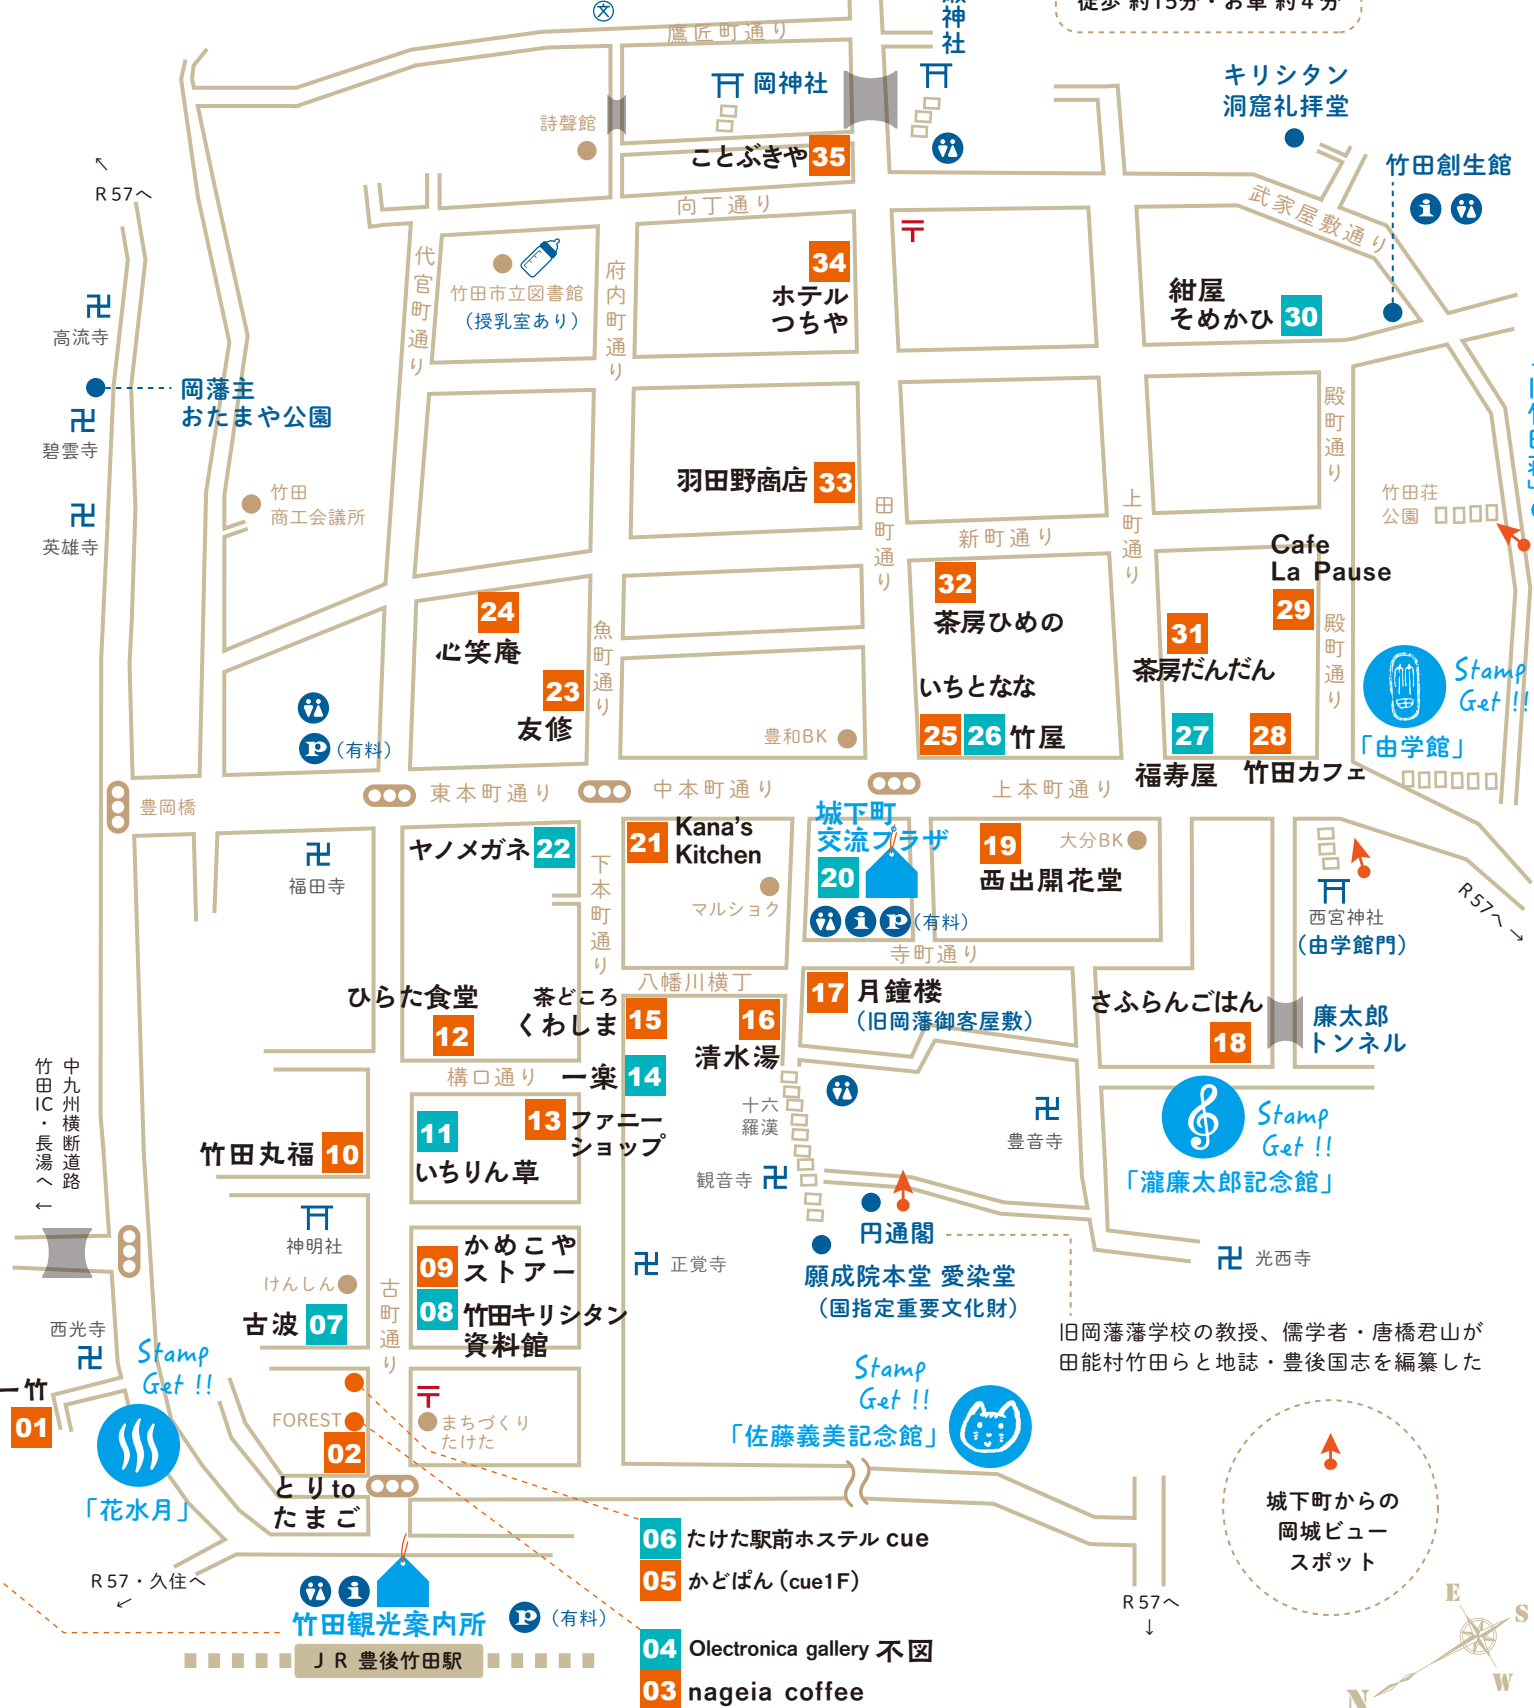 徒歩 約15分・お車 約4分
神社
文
鷹匠町通り
岡神社
キリシタン
洞窟礼拝堂
詩聲館
ことぶきや 35
竹田創生館
R57へ
向丁通り
武家屋敷通り
代官町通り
竹田市立図書館
(授乳室あり)
府内町通り
34
ホテル
つちや
紺屋
そめかひ 30
高流寺
岡藩主
おたまや公園
碧雲寺
殿町通り
羽田野商店 33
竹田
商工会議所
英雄寺
田町通り
上町通り
新町通り
竹田荘
公園
Cafe
La Pause
29
24
心笑庵
32
茶房ひめの
31
茶房だんだん
魚町通り
殿町通り
23
友修
いちとなな
25 26 竹屋
27
福寿屋
28
竹田カフェ
Stamp
Get !!
「由学館」
P (有料)
豊和BK
豊岡橋
東本町通り
中本町通り
上本町通り
城下町
交流プラザ
20
P (有料)
ヤノメガネ 22
21 Kana's
Kitchen
マルショク
19
西出開花堂
大分BK
福田寺
下本町通り
西宮神社
(由学館門)
R57へ
寺町通り
八幡川横丁
ひらた食堂
12
茶どころ
くわしま 15
16
清水湯
17 月鐘楼
(旧岡藩御客屋敷)
さふらんごはん
18
廉太郎
トンネル
中九州横断道路
竹田IC・長湯へ
構口通り
一楽 14
13 ファニー
ショップ
11
いちりん草
竹田丸福 10
十六
羅漢
豊音寺
観音寺
Stamp
Get !!
「瀧廉太郎記念館」
神明社
円通閣
09 かめこや
ストアー
正覚寺
願成院本堂 愛染堂
(国指定重要文化財)
光西寺
けんしん
古波 07
古町通り
08 竹田キリシタン
資料館
西光寺
旧岡藩藩学校の教授、儒学者・唐橋君山が
田能村竹田らと地誌・豊後国志を編纂した
一竹
01
Stamp
Get !!
「花水月」
FOREST
02
とりto
たまご
まちづくり
たけた
Stamp
Get !!
「佐藤義美記念館」
城下町からの
岡城ビュー
スポット
06 たけた駅前ホステル cue
05 かどぱん (cue1F)
R57・久住へ
R57へ
竹田観光案内所
P (有料)
JR 豊後竹田駅
04 Olectronica gallery 不図
03 nageia coffee
E
S
W
N